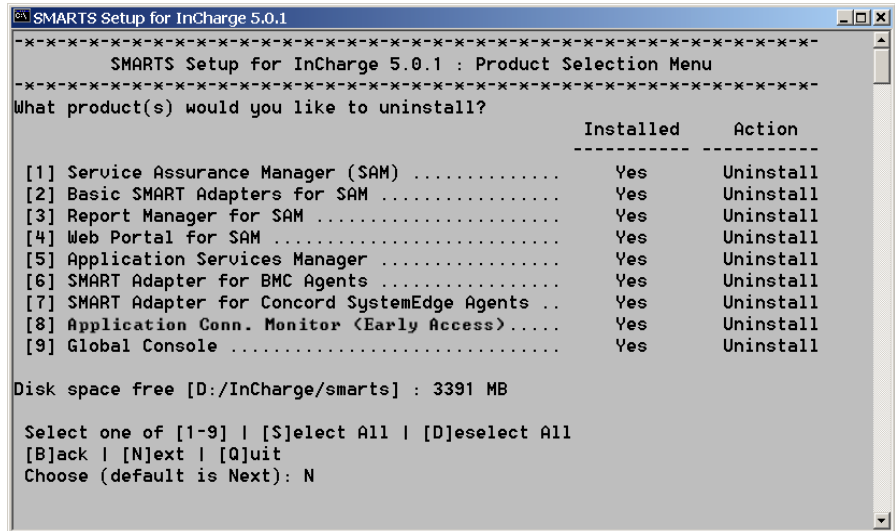 SMARTS Setup for InCharge 5.0.1
-*-*-*-*-*-*-*-*-*-*-*-*-*-*-*-*-*-*-*-*-*-*-*-*-*-*-*-*-*-*-*-*-*-*-*-*-*-
SMARTS Setup for InCharge 5.0.1 : Product Selection Menu
-*-*-*-*-*-*-*-*-*-*-*-*-*-*-*-*-*-*-*-*-*-*-*-*-*-*-*-*-*-*-*-*-*-*-*-*-*-
What product(s) would you like to uninstall?
Installed Action
----------- -----------
[1] Service Assurance Manager (SAM) .............. Yes Uninstall
[2] Basic SMART Adapters for SAM ................. Yes Uninstall
[3] Report Manager for SAM ....................... Yes Uninstall
[4] Web Portal for SAM ........................... Yes Uninstall
[5] Application Services Manager ................. Yes Uninstall
[6] SMART Adapter for BMC Agents ................. Yes Uninstall
[7] SMART Adapter for Concord SystemEdge Agents .. Yes Uninstall
[8] Application Conn. Monitor (Early Access)..... Yes Uninstall
[9] Global Console ............................... Yes Uninstall
Disk space free [D:/InCharge/smarts] : 3391 MB
Select one of [1-9] | [S]elect All | [D]eselect All
[B]ack | [N]ext | [Q]uit
Choose (default is Next): N